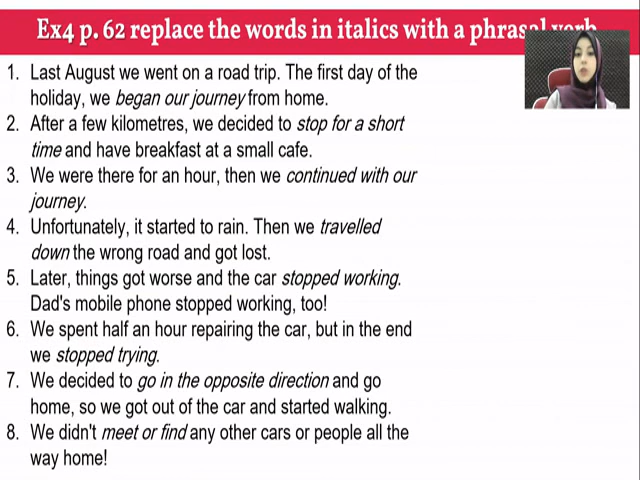 Ex4 p. 62 replace the words in italics with a phrasal verb
1. Last August we went on a road trip. The first day of the
holiday, we began our journey from home.
2. After a few kilometres, we decided to stop for a short
time and have breakfast at a small cafe.
3. We were there for an hour, then we continued with our
journey.
4. Unfortunately, it started to rain. Then we travelled
down the wrong road and got lost.
5. Later, things got worse and the car stopped working.
Dad's mobile phone stopped working, too!
6. We spent half an hour repairing the car, but in the end
we stopped trying.
7. We decided to go in the opposite direction and go
home, so we got out of the car and started walking.
8. We didn't meet or find any other cars or people all the
way home!